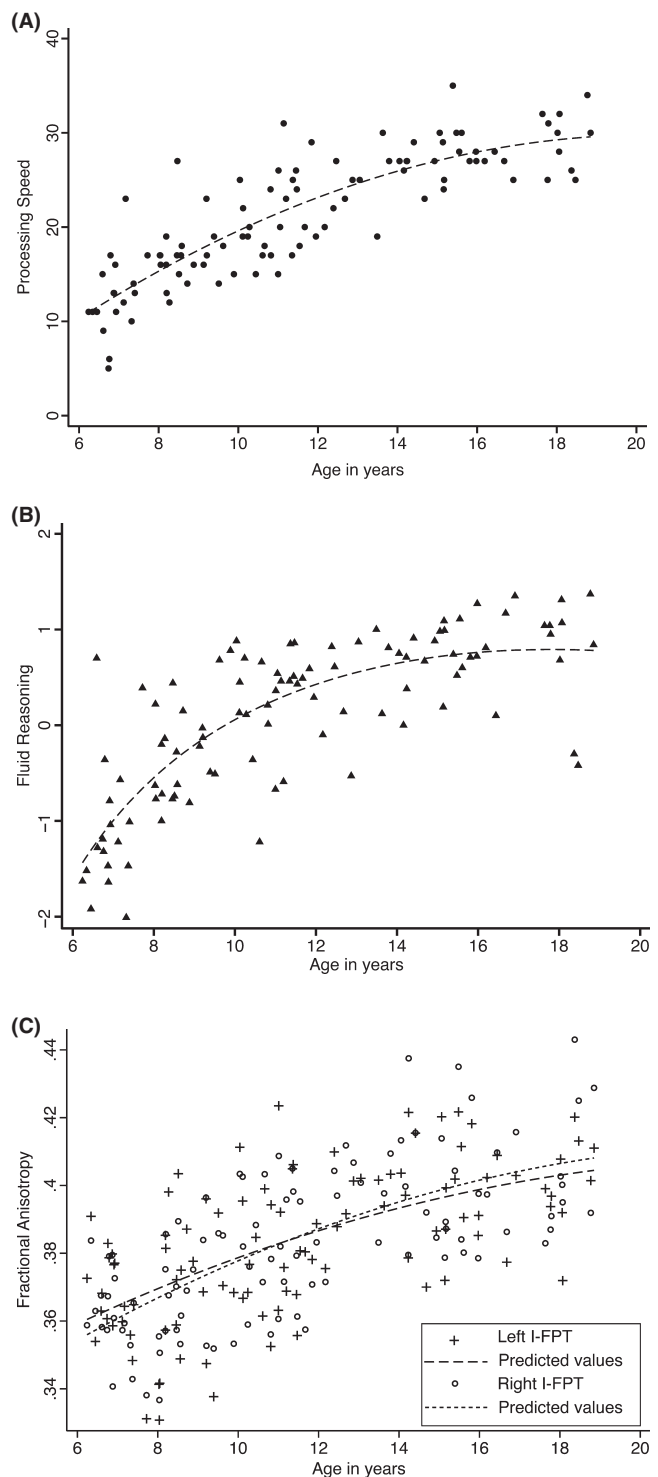 (A)
40
30
20
10
0
Processing Speed
6 8 10 12 14 16 18 20
Age in years
(B)
2
1
0
−1
−2
Fluid Reasoning
6 8 10 12 14 16 18 20
Age in years
(C)
.44
.42
.4
.38
.36
.34
Fractional Anisotropy
Left I-FPT
Predicted values
Right I-FPT
Predicted values
6 8 10 12 14 16 18 20
Age in years